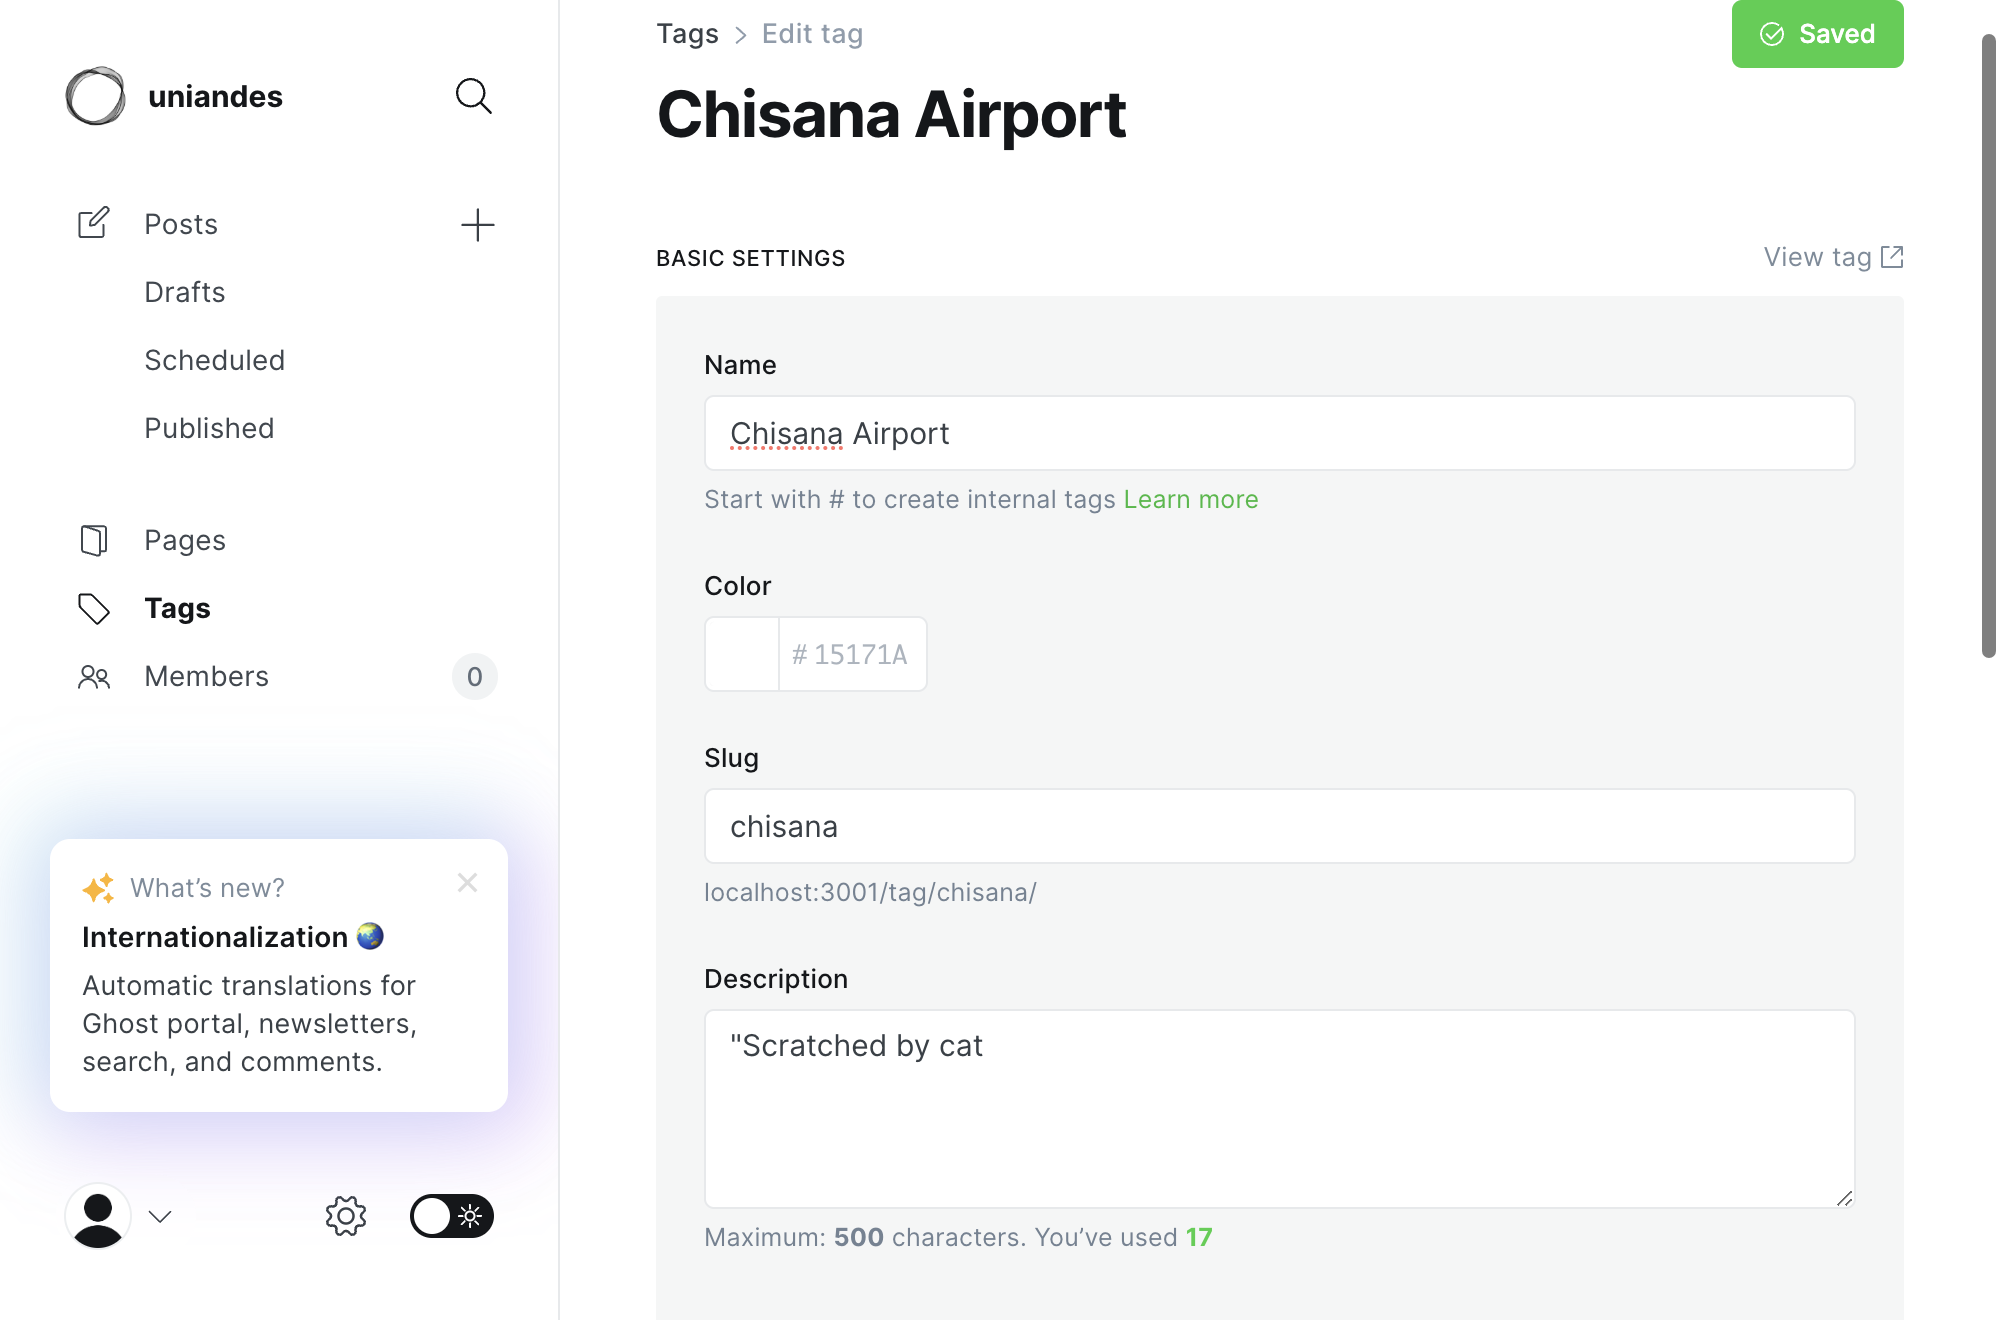 uniandes
Posts
Drafts
Scheduled
Published
Pages
Tags
Members
0
What’s new?
Internationalization
Automatic translations for
Ghost portal, newsletters,
search, and comments.
Tags > Edit tag
Saved
Chisana Airport
BASIC SETTINGS
View tag
Name
Chisana Airport
Start with # to create internal tags Learn more
Color
# 15171A
Slug
chisana
localhost:3001/tag/chisana/
Description
"Scratched by cat
Maximum: 500 characters. You’ve used 17